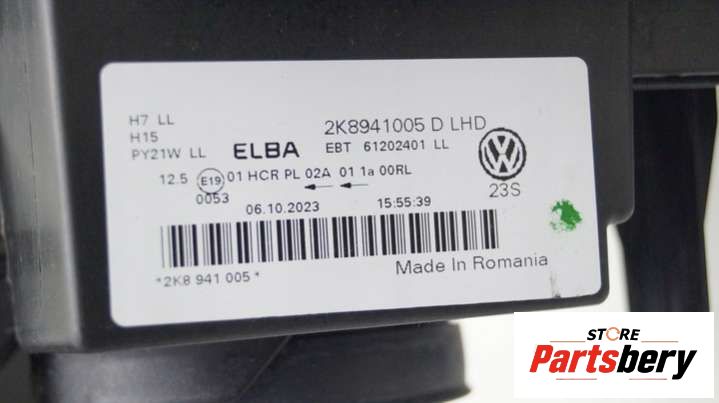 H7 LL
H15
PY21W LL
ELBA
2K8941005 D LHD
EBT 61202401 LL
12.5 E19 01 HCR PL 02A 01 1a 00RL
0053
23S
06.10.2023 15:55:39
*2K8 941 005*
Made In Romania
STORE
Partsbery